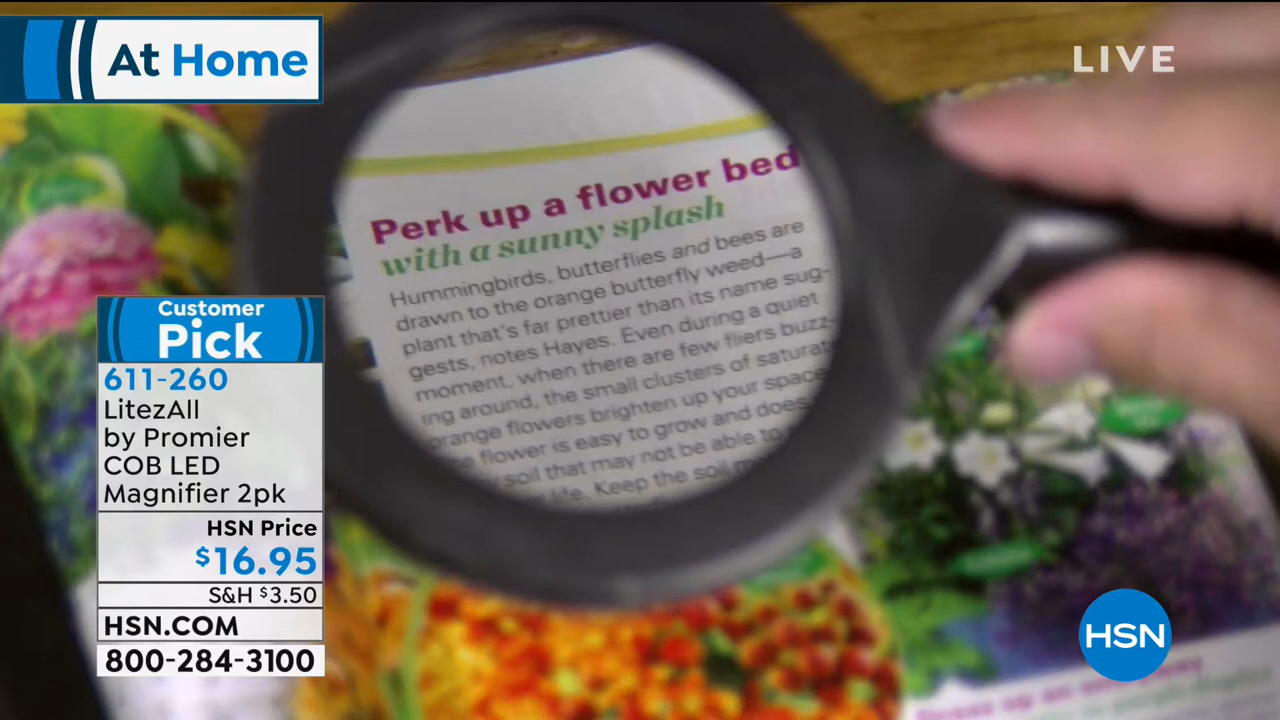 At Home
LIVE
Perk up a flower bed
with a sunny splash
Hummingbirds, butterflies and bees are
drawn to the orange butterfly weed—a
plant that's far prettier than its name sug-
gests, notes Hayes. Even during a quiet
moment, when there are few fliers buzz-
ing around, the small clusters of saturat
orange flowers brighten up your space
flower is easy to grow and does
soil that may not be able to
life. Keep the soil
Customer
Pick
611-260
LitezAll
by Promier
COB LED
Magnifier 2pk
HSN Price
$16.95
S&H $3.50
HSN.COM
800-284-3100
HSN